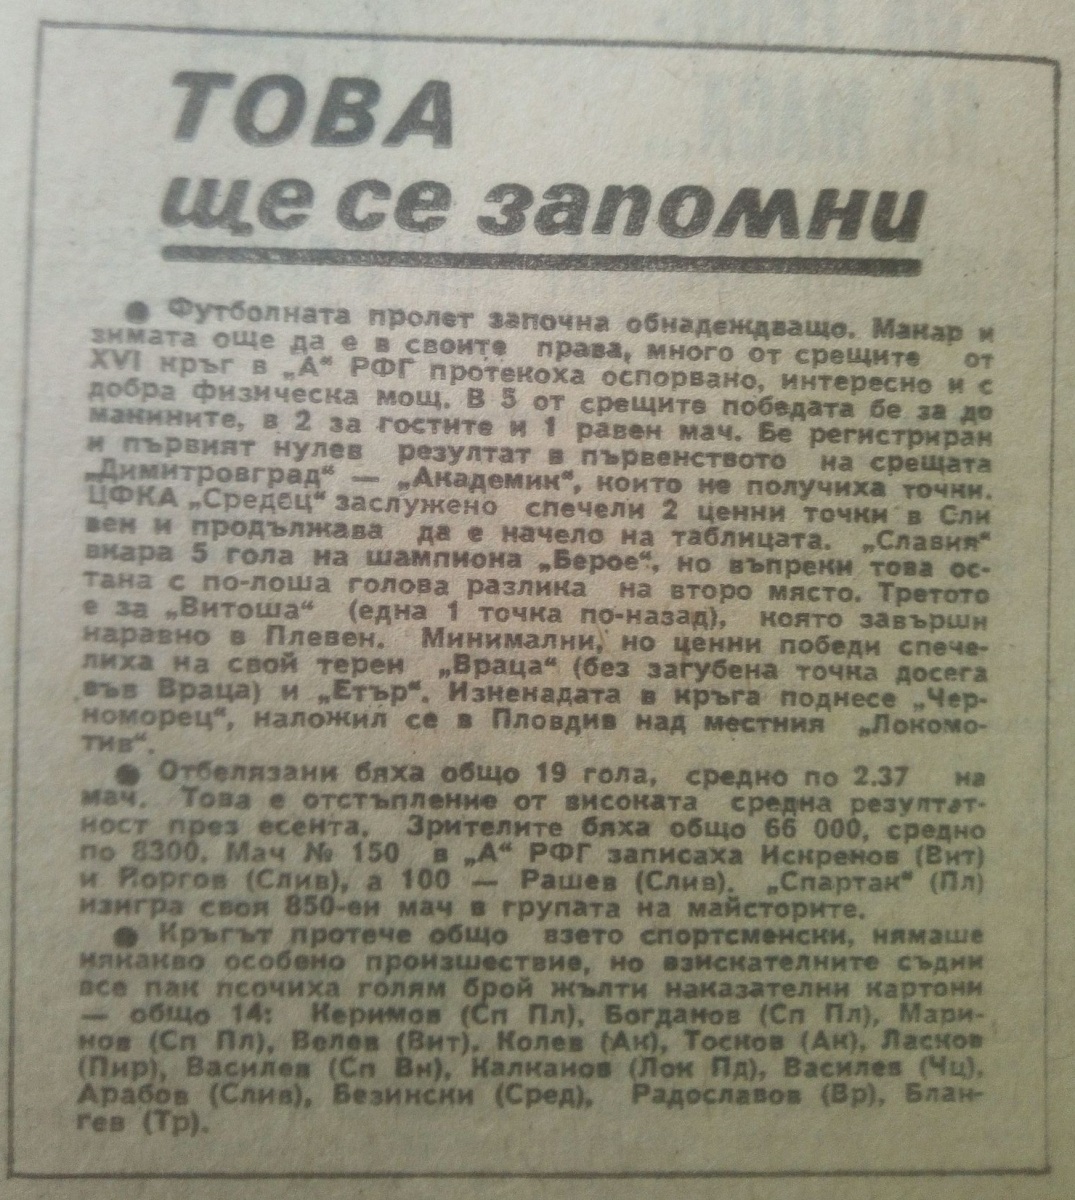 ТОВА
ще се запомни
● Футболната пролет започна обнадеждващо. Макар и
зимата още да е в своите права, много от срещите от
XVI кръг в „А“ РФГ протекоха оспорвано, интересно и с
добра физическа мощ. В 5 от срещите победата бе за до
макините, в 2 за гостите и 1 равен мач. Бе регистриран
и първият нулев резултат в първенството на срещата
„Димитровград“ — „Академик“, които не получиха точки.
ЦФКА „Средец“ заслужено спечели 2 ценни точки в Сли
вен и продължава да е начело на таблицата. „Славия“
вкара 5 гола на шампиона „Берое“, но въпреки това ос-
тана с по-лоша голова разлика на второ място. Третото
е за „Витоша“ (една 1 точка по-назад), която завърши
наравно в Плевен. Минимални, но ценни победи спече-
лиха на свой терен „Враца“ (без загубена точка досега
във Враца) и „Етър“. Изненадата в кръга поднесе „Чер-
номорец“, наложил се в Пловдив над местния „Локомо-
тив“.
● Отбелязани бяха общо 19 гола, средно по 2.37 на
мач. Това е отстъпление от високата средна резултат-
ност през есента. Зрителите бяха общо 66 000, средно
по 8300. Мач № 150 в „А“ РФГ записаха Искренов (Вит)
и Йоргов (Слив), а 100 — Рашев (Слив). „Спартак“ (Пл)
изигра своя 850-ен мач в групата на майсторите.
● Кръгът протече общо взето спортсменски, нямаше
някакво особено произшествие, но взискателните съдии
все пак псочиха голям брой жълти наказателни картони
— общо 14: Керимов (Сп Пл), Богданов (Сп Пл), Мари-
нов (Сп Пл), Велев (Вит), Колев (Ак), Тосков (Ак), Ласков
(Пир), Василев (Сп Вн), Калканов (Лок Пд), Василев (Чц),
Арабов (Слив), Безински (Сред), Радославов (Вр), Блан-
гев (Тр).